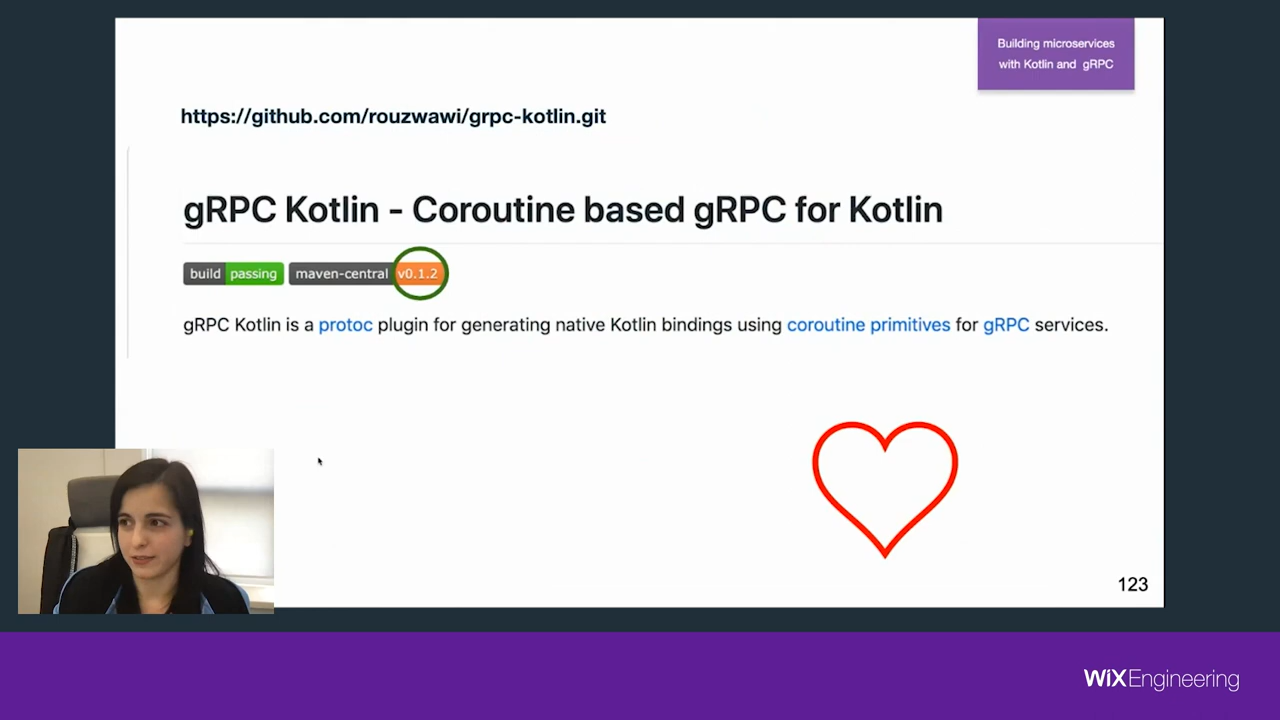 Building microservices
with Kotlin and gRPC
https://github.com/rouzwawi/grpc-kotlin.git
gRPC Kotlin - Coroutine based gRPC for Kotlin
build passing maven-central v0.1.2
gRPC Kotlin is a protoc plugin for generating native Kotlin bindings using coroutine primitives for gRPC services.
123
WiXEngineering